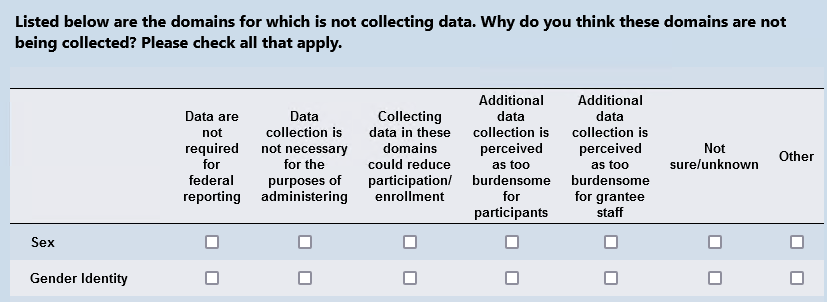 Listed below are the domains for which is not collecting data. Why do you think these domains are not
being collected? Please check all that apply.
Data are
not
required
for
federal
reporting
Data
collection is
not necessary
for the
purposes of
administering
Collecting
data in these
domains
could reduce
participation/
enrollment
Additional
data
collection is
perceived
as too
burdensome
for
participants
Additional
data
collection is
perceived
as too
burdensome
for grantee
staff
Not
sure/unknown
Other
Sex
Gender Identity